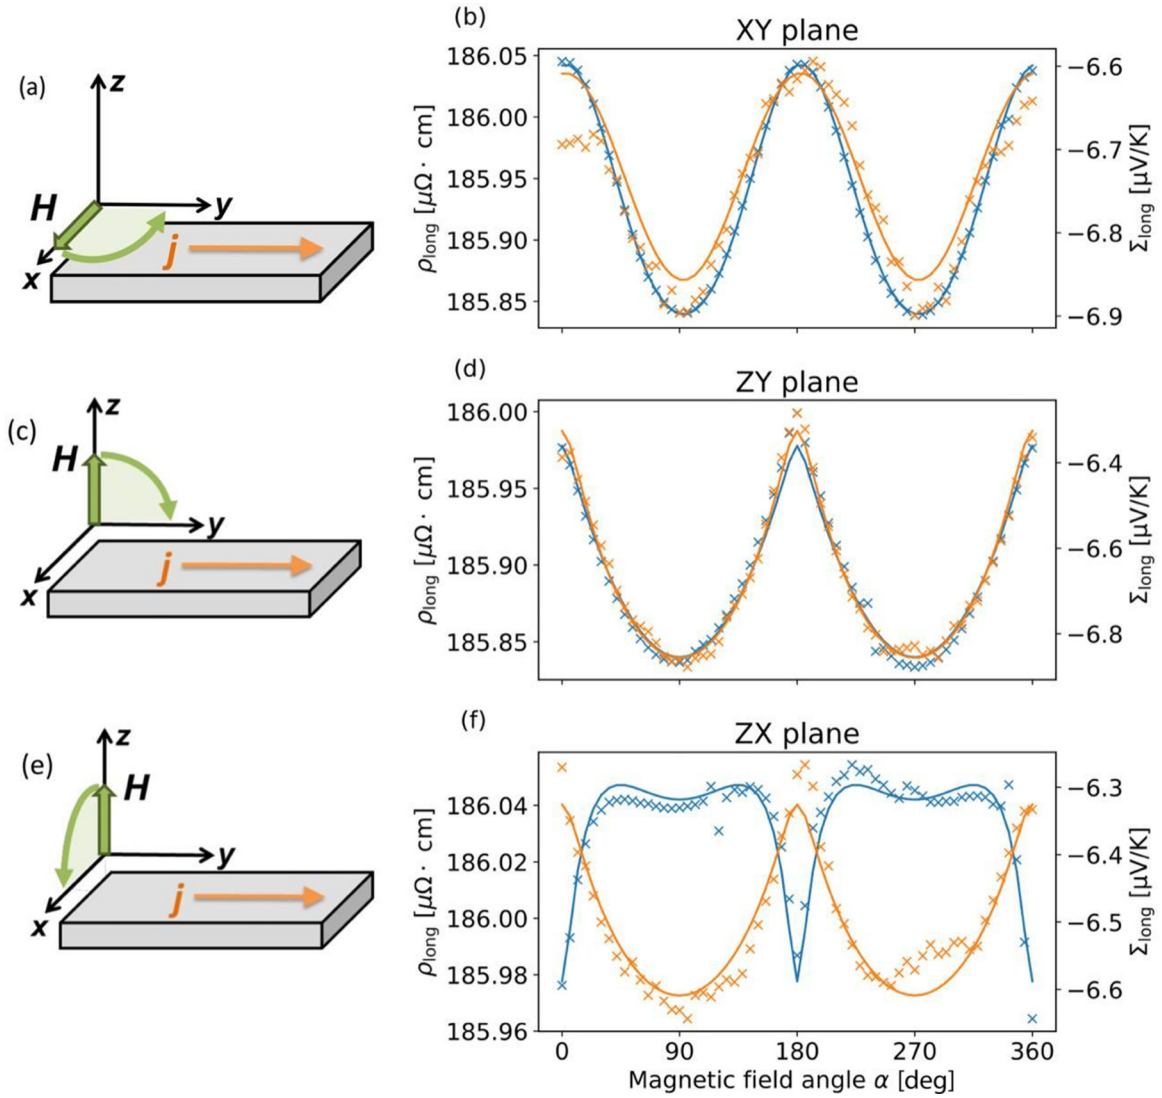 (a)
z
H
y
x
j
(b)
XY plane
186.05
186.00
185.95
185.90
185.85
ρlong [μΩ· cm]
−6.6
−6.7
−6.8
−6.9
Σlong [μV/K]
(c)
z
H
y
x
j
(d)
ZY plane
186.00
185.95
185.90
185.85
ρlong [μΩ· cm]
−6.4
−6.6
−6.8
Σlong [μV/K]
(e)
z
H
y
x
j
(f)
ZX plane
186.04
186.02
186.00
185.98
185.96
ρlong [μΩ· cm]
−6.3
−6.4
−6.5
−6.6
Σlong [μV/K]
0 90 180 270 360
Magnetic field angle α [deg]